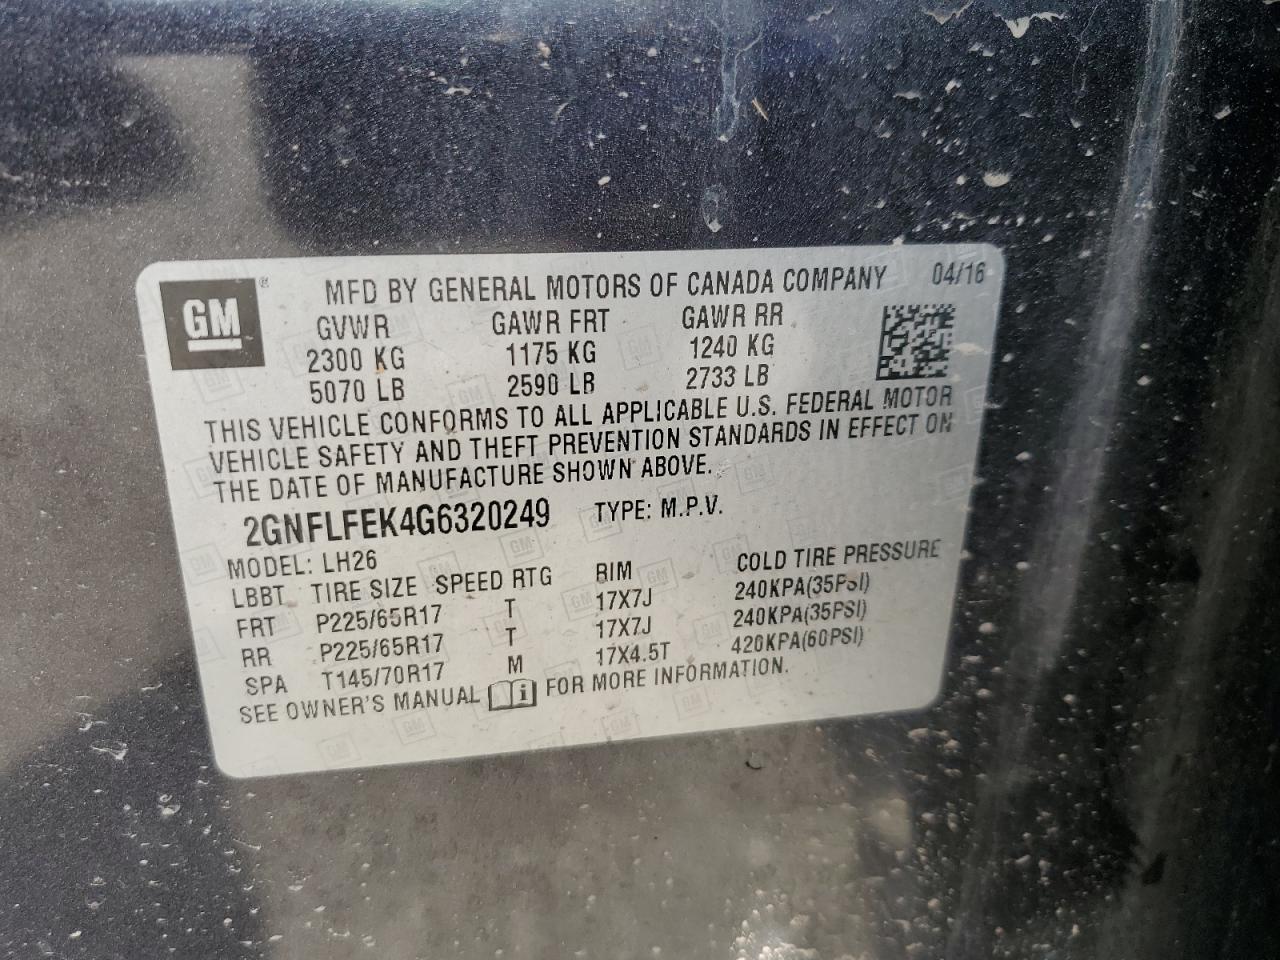 GM® MFD BY GENERAL MOTORS OF CANADA COMPANY 04/16
GVWR GAWR FRT GAWR RR
2300 KG 1175 KG 1240 KG
5070 LB 2590 LB 2733 LB
THIS VEHICLE CONFORMS TO ALL APPLICABLE U.S. FEDERAL MOTOR
VEHICLE SAFETY AND THEFT PREVENTION STANDARDS IN EFFECT ON
THE DATE OF MANUFACTURE SHOWN ABOVE.
2GNFLFEK4G6320249 TYPE: M.P.V.
MODEL: LH26
LBBT TIRE SIZE SPEED RTG RIM COLD TIRE PRESSURE
FRT P225/65R17 T 17X7J 240KPA(35PSI)
RR P225/65R17 T 17X7J 240KPA(35PSI)
SPA T145/70R17 M 17X4.5T 420KPA(60PSI)
SEE OWNER'S MANUAL i FOR MORE INFORMATION.